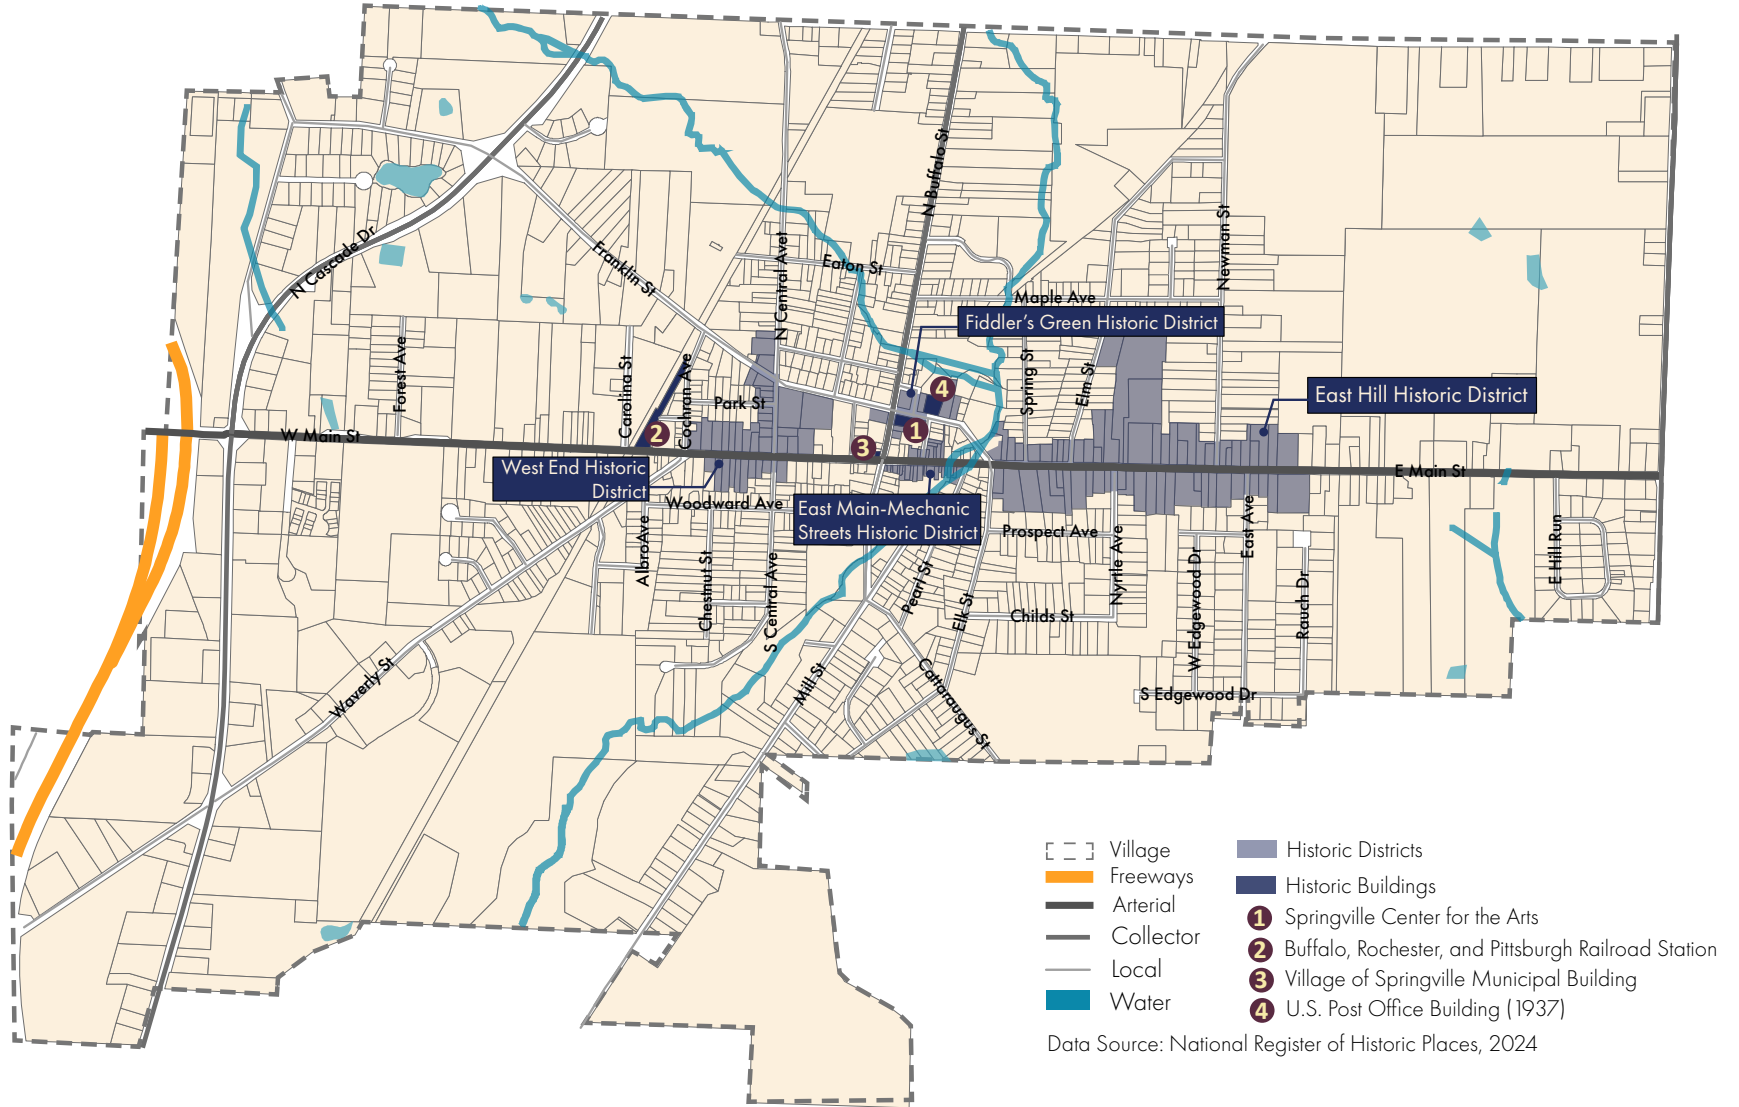 N Buffalo St
N Cascade Dr
Franklin St
N Central Avet
Eaton St
Newman St
Maple Ave
Fiddler's Green Historic District
Forest Ave
Carolina St
Cochran Ave
Park St
Spring St
Elm St
East Hill Historic District
4
1
2
3
W Main St
E Main St
West End Historic
District
Woodward Ave
East Main-Mechanic
Streets Historic District
Prospect Ave
AlbroAve
Chestnut St
S Central Ave
Pearl St
Elk St
Childs St
Nyrtle Ave
W Edgewood Dr
East Ave
Rauch Dr
E Hill Run
Waverly St
Mill St
Cattaraugus St
S Edgewood Dr
Village
Freeways
Arterial
Collector
Local
Water
Historic Districts
Historic Buildings
1 Springville Center for the Arts
2 Buffalo, Rochester, and Pittsburgh Railroad Station
3 Village of Springville Municipal Building
4 U.S. Post Office Building (1937)
Data Source: National Register of Historic Places, 2024